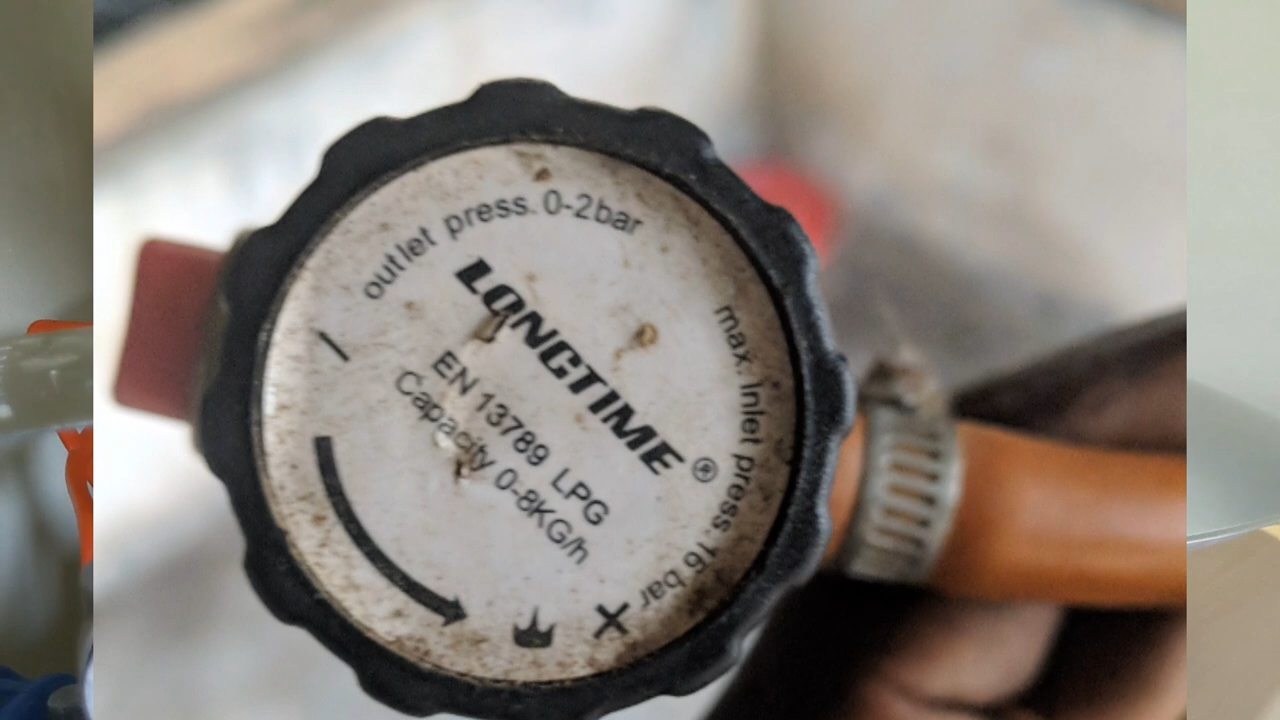 outlet press. 0-2bar
LONGTIME®
max. Inlet press. 16 bar
EN 13789 LPG
Capacity 0-8KG/h